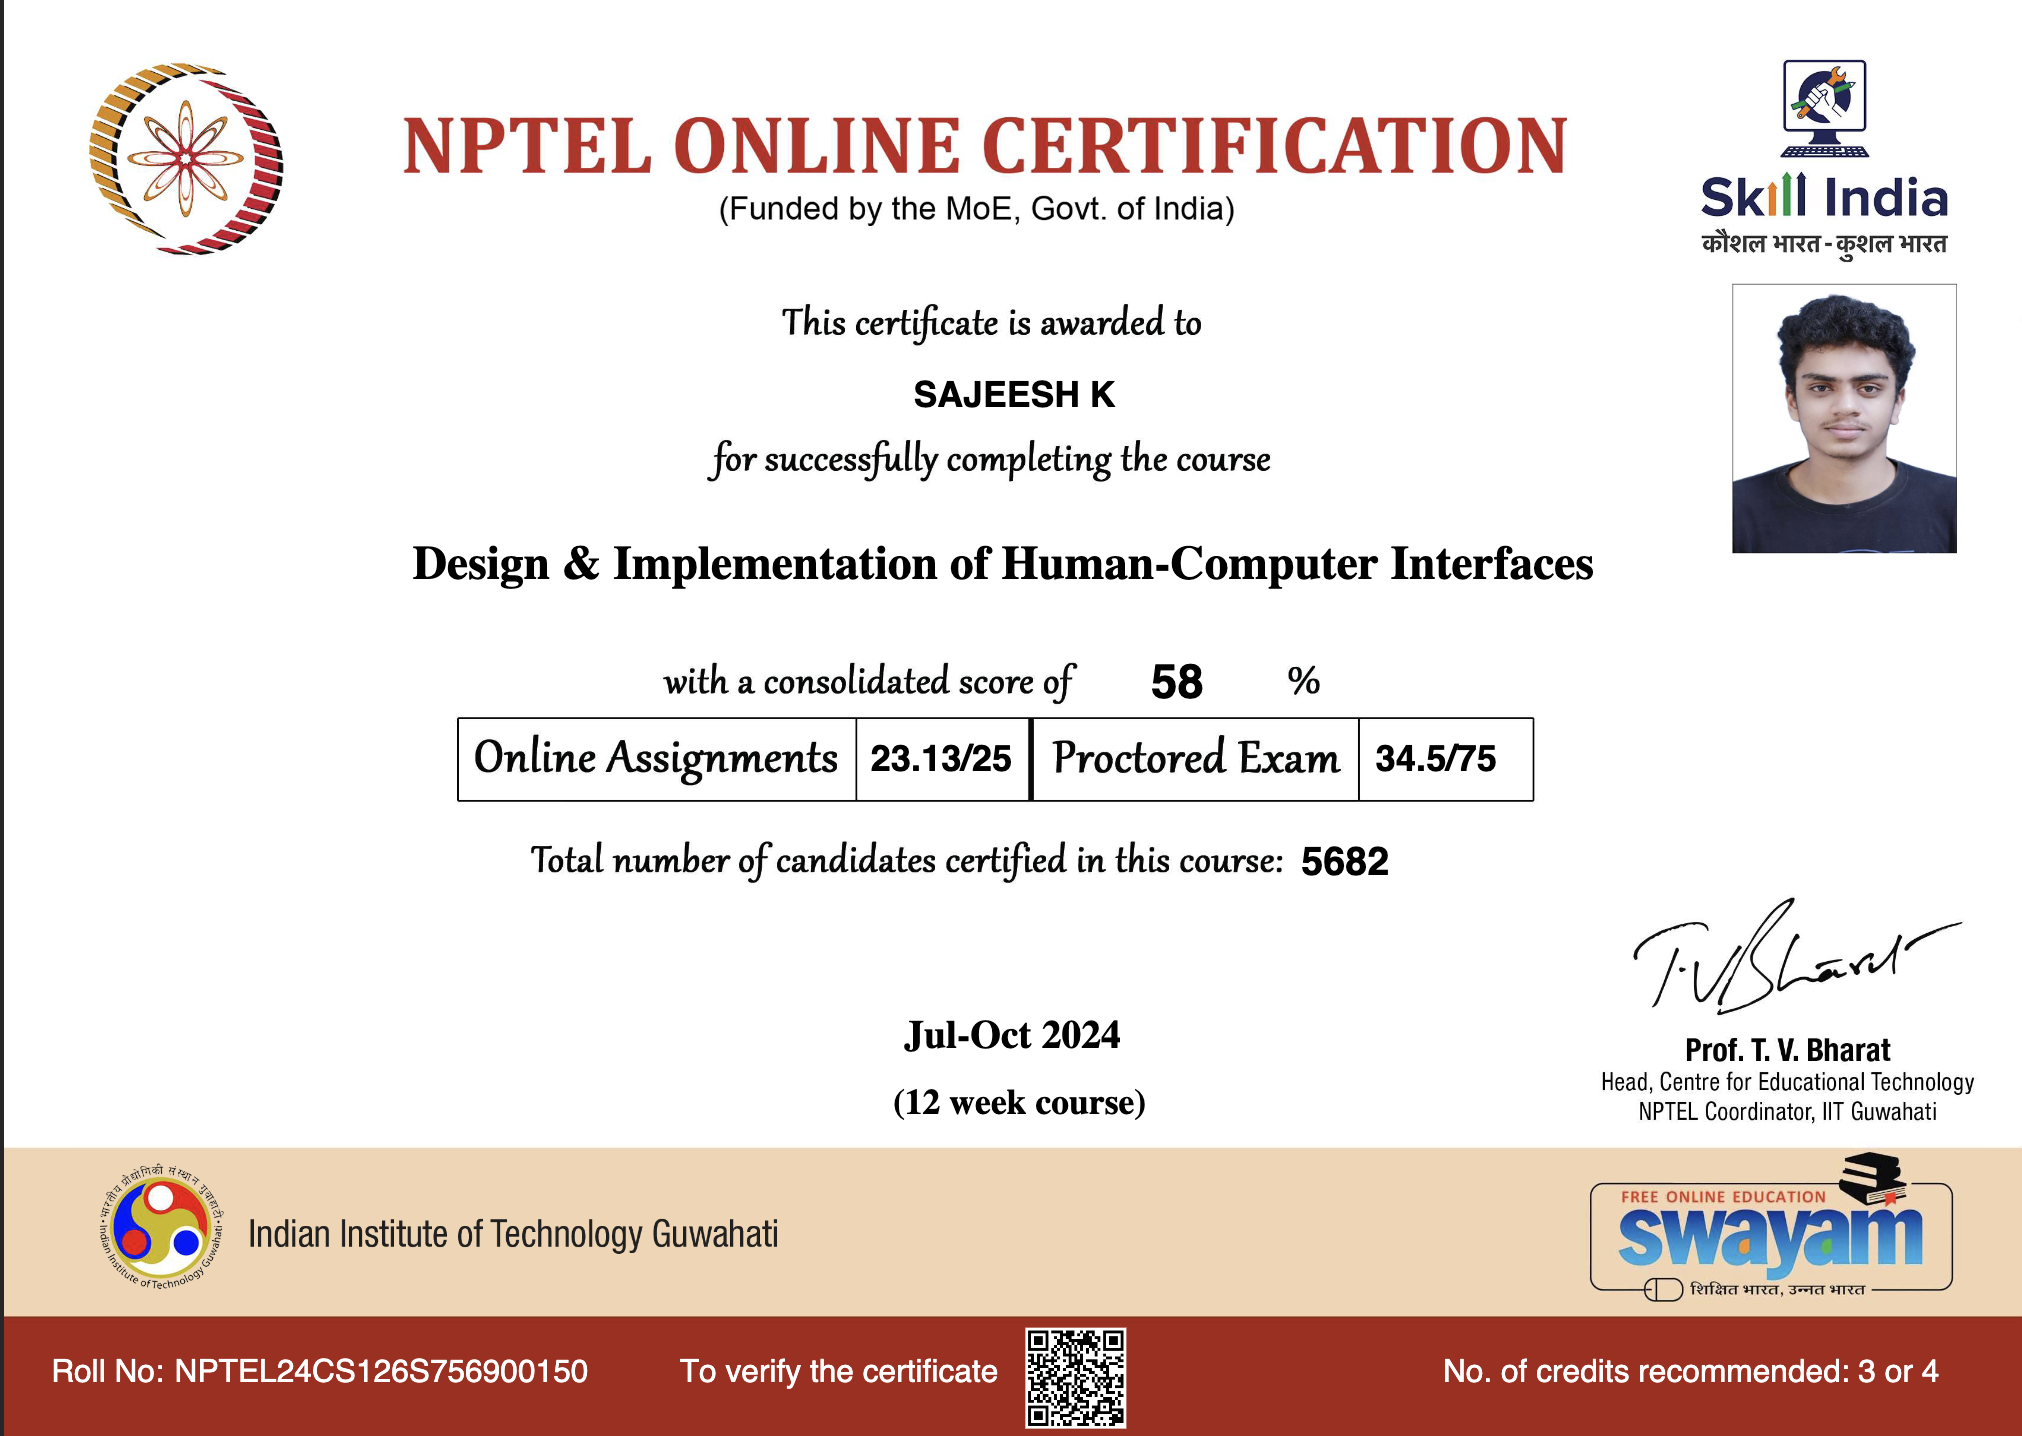 NPTEL ONLINE CERTIFICATION
(Funded by the MoE, Govt. of India)
Skill India
कौशल भारत - कुशल भारत
This certificate is awarded to
SAJEESH K
for successfully completing the course
Design & Implementation of Human-Computer Interfaces
with a consolidated score of 58 %
Online Assignments 23.13/25 Proctored Exam 34.5/75
Total number of candidates certified in this course: 5682
T.V Bharat
Jul-Oct 2024
(12 week course)
Prof. T. V. Bharat
Head, Centre for Educational Technology
NPTEL Coordinator, IIT Guwahati
भारतीय प्रौद्योगिकी संस्थान गुवाहाटी
Indian Institute of Technology Guwahati
Indian Institute of Technology Guwahati
FREE ONLINE EDUCATION
swayam
शिक्षित भारत, उन्नत भारत
Roll No: NPTEL24CS126S756900150
To verify the certificate
No. of credits recommended: 3 or 4